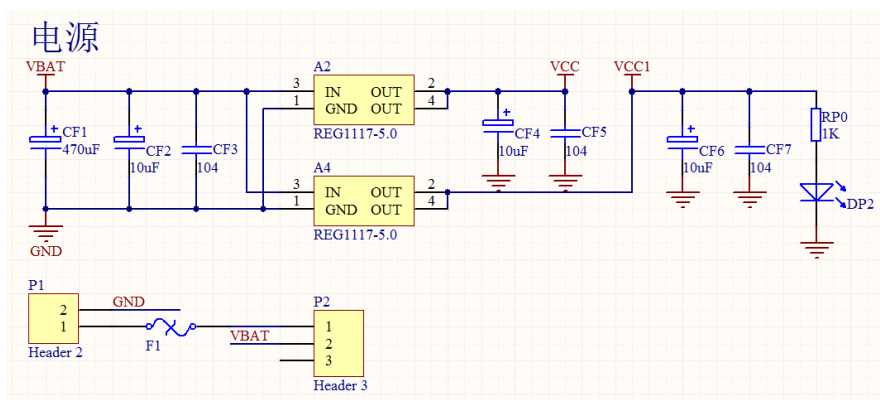 电源
VBAT
VCC
VCC1
A2
3 IN OUT 2
1 GND OUT 4
REG1117-5.0
+
CF1
470uF
+
CF2
10uF
CF3
104
+
CF4
10uF
CF5
104
+
CF6
10uF
CF7
104
RP0
1K
DP2
A4
3 IN OUT 2
1 GND OUT 4
REG1117-5.0
GND
P1
2 GND
1
Header 2
F1
P2
1
VBAT 2
3
Header 3